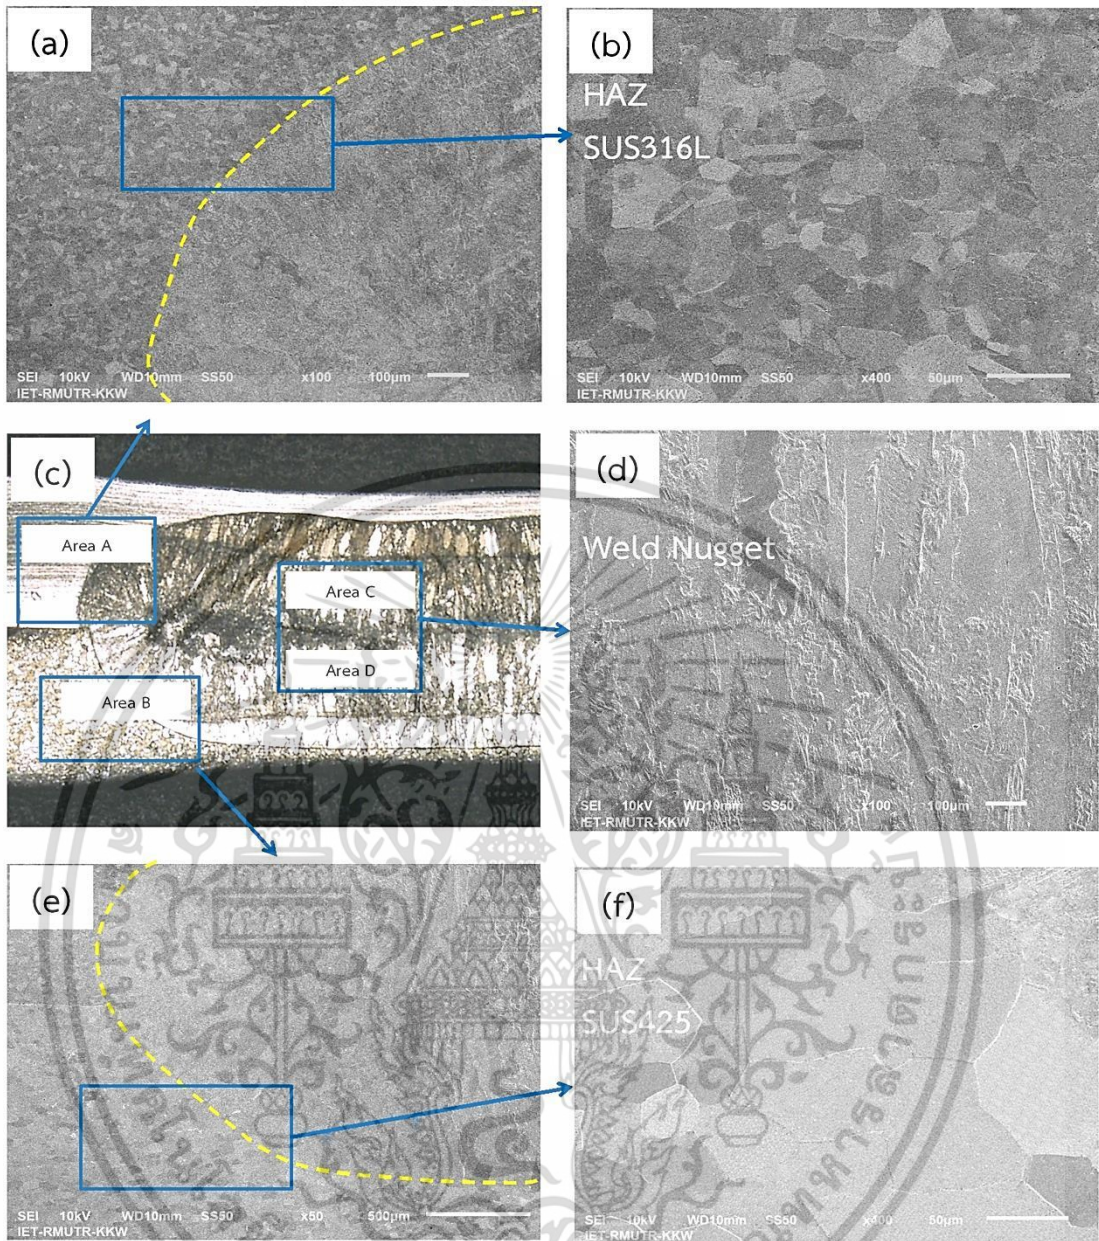 (a)
SEI 10kV WD10mm SS50 x100 100µm
IET-RMUTR-KKW
(b)
HAZ
SUS316L
SEI 10kV WD10mm SS50 x400 50µm
IET-RMUTR-KKW
(c)
Area A
Area C
Area D
Area B
(d)
Weld Nugget
SEI 10kV WD10mm SS50 x100 100µm
IET-RMUTR-KKW
(e)
SEI 10kV WD10mm SS50 x50 500µm
IET-RMUTR-KKW
(f)
HAZ
SUS425
SEI 10kV WD10mm SS50 x400 50µm
IET-RMUTR-KKW